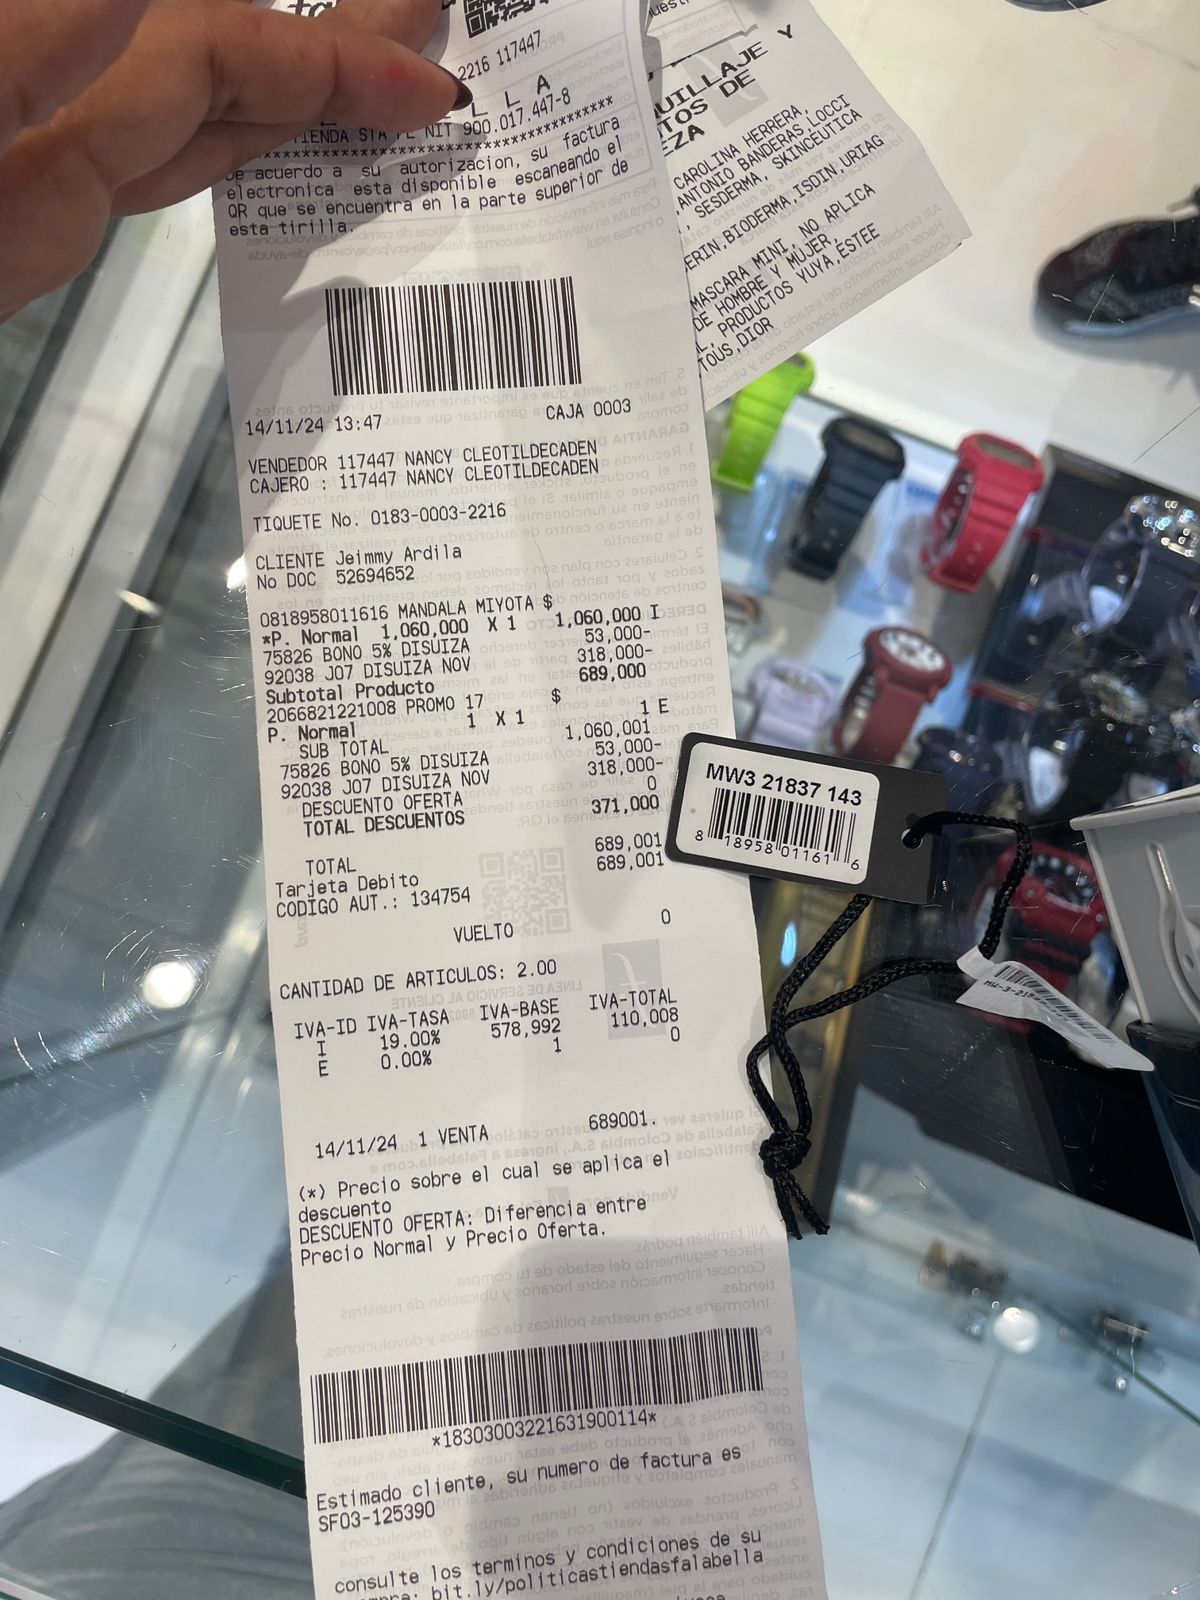 2216 117447
L L A
TIENDA STA FE NIT 900.017.447-8
*****************************************
De acuerdo a su autorizacion, su factura
electronica esta disponible escaneando el
QR que se encuentra en la parte superior de
esta tirilla.
14/11/24 13:47 CAJA 0003
VENDEDOR 117447 NANCY CLEOTILDECADEN
CAJERO : 117447 NANCY CLEOTILDECADEN
TIQUETE No. 0183-0003-2216
CLIENTE Jeimmy Ardila
No DOC 52694652
0818958011616 MANDALA MIYOTA $
*P. Normal 1,060,000 X 1 1,060,000 I
75826 BONO 5% DISUIZA 53,000-
92038 J07 DISUIZA NOV 318,000-
Subtotal Producto 689,000
2066821221008 PROMO 17 $
P. Normal 1 X 1 1 E
SUB TOTAL 1,060,001
75826 BONO 5% DISUIZA 53,000-
92038 J07 DISUIZA NOV 318,000-
DESCUENTO OFERTA 0
TOTAL DESCUENTOS 371,000
TOTAL 689,001
Tarjeta Debito 689,001
CODIGO AUT.: 134754
VUELTO 0
CANTIDAD DE ARTICULOS: 2.00
IVA-ID IVA-TASA IVA-BASE IVA-TOTAL
I 19.00% 578,992 110,008
E 0.00% 1 0
14/11/24 1 VENTA 689001.
(*) Precio sobre el cual se aplica el
descuento
DESCUENTO OFERTA: Diferencia entre
Precio Normal y Precio Oferta.
*18303003221631900114*
Estimado cliente, su numero de factura es
SF03-125390
consulte los terminos y condiciones de su
bit.ly/politicastiendasfalabella
UILLAJE Y
TOS DE
EZA
CAROLINA HERRERA,
,ANTONIO BANDERAS,LOCCI
, SESDERMA, SKINCEUTICA
ERIN,BIODERMA,ISDIN,URIAG
MASCARA MINI, NO APLICA
DE HOMBRE Y MUJER,
L, PRODUCTOS YUYA,ESTEE
TOUS,DIOR
MW3 21837 143
8 18958 01161 6